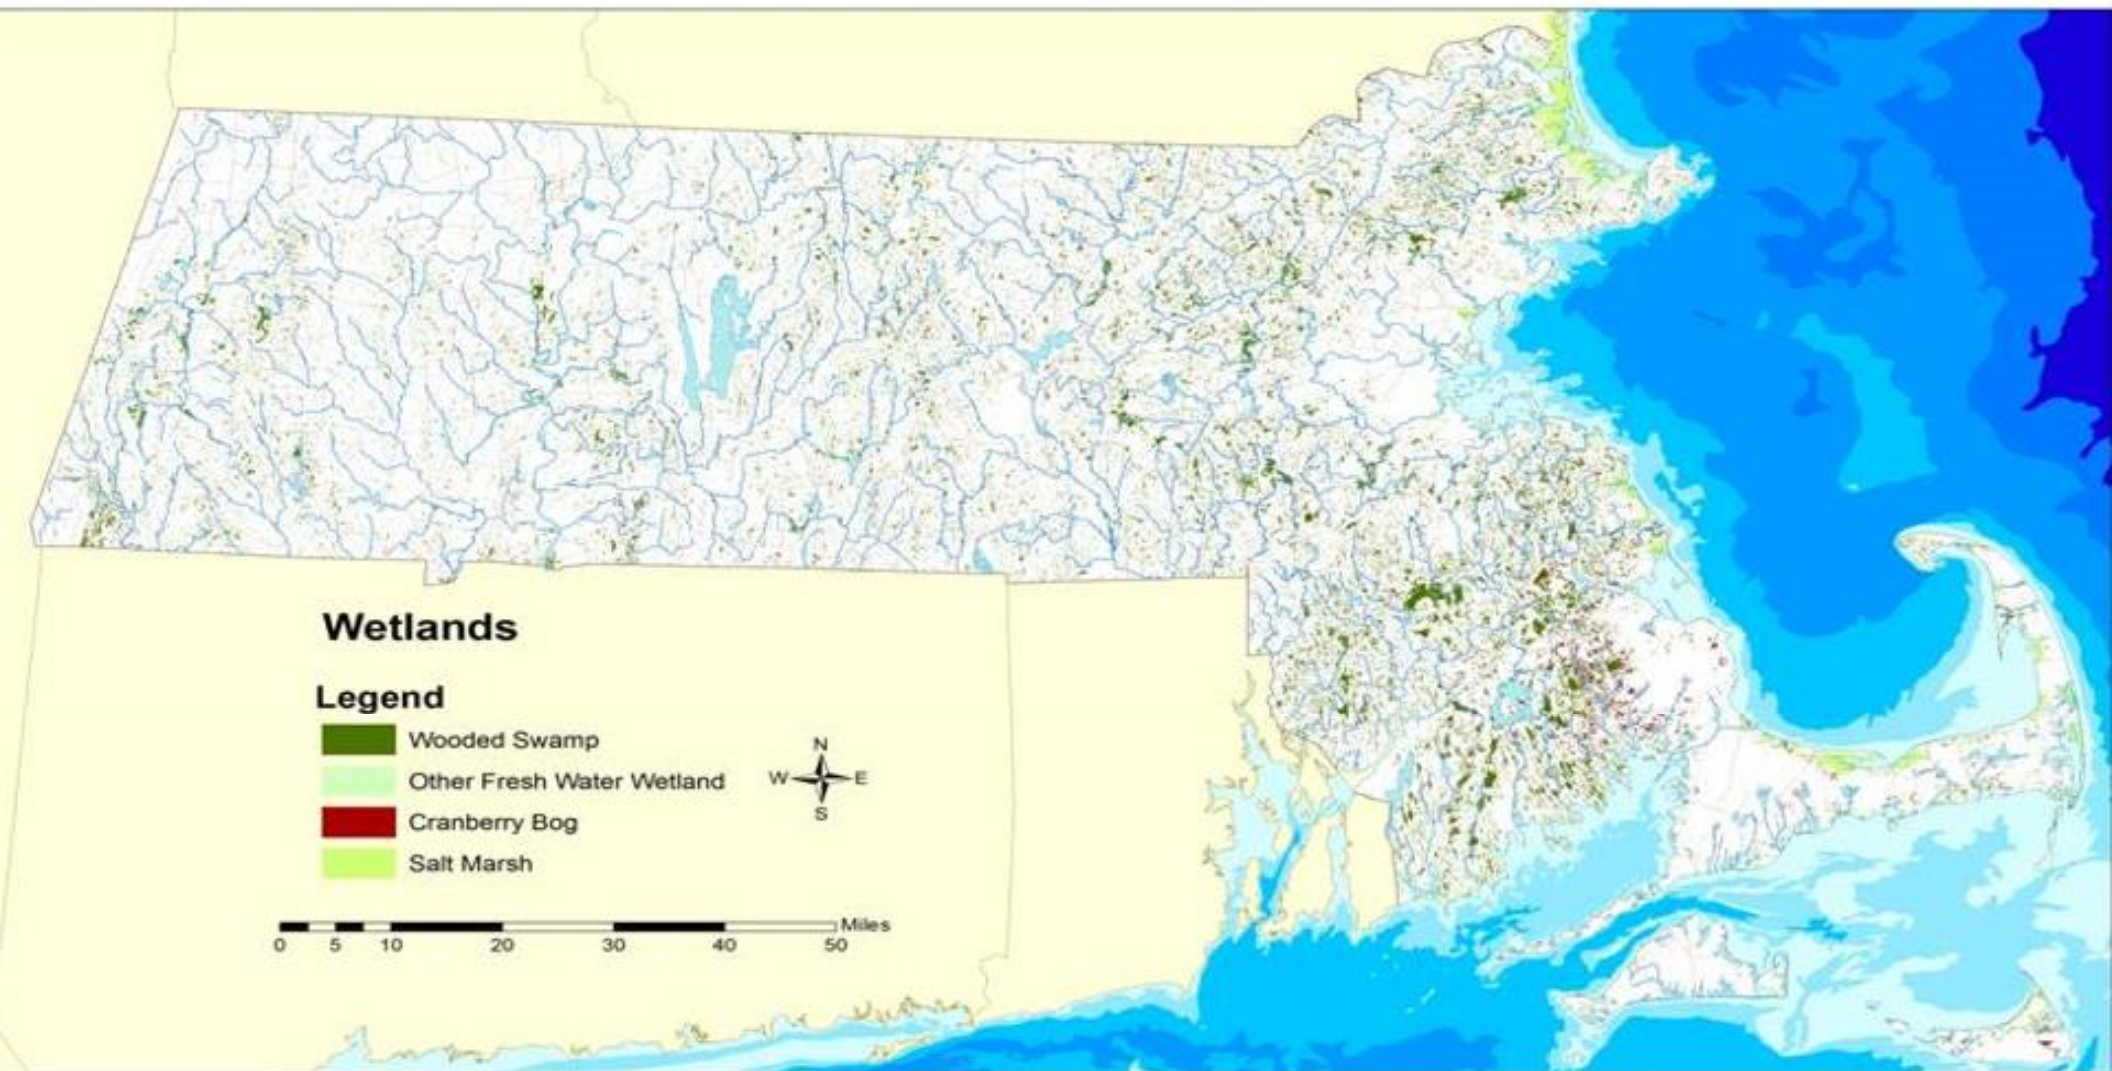 Wetlands
Legend
Wooded Swamp
Other Fresh Water Wetland
Cranberry Bog
Salt Marsh
N
W E
S
Miles
0 5 10 20 30 40 50